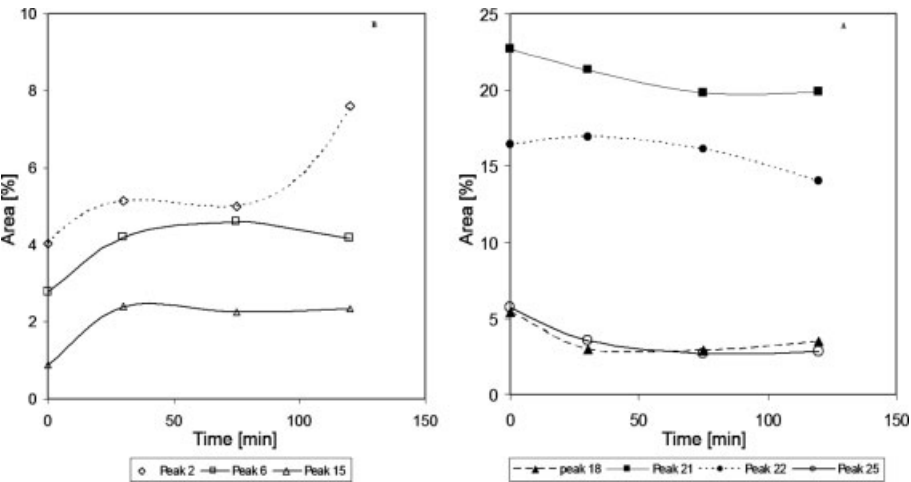 10
B
8
6
4
2
0
Area [%]
0 50 100 150
Time [min]
Peak 2 Peak 6 Peak 15
25
A
20
15
10
5
0
Area [%]
0 50 100 150
Time [min]
peak 18 Peak 21 Peak 22 Peak 25